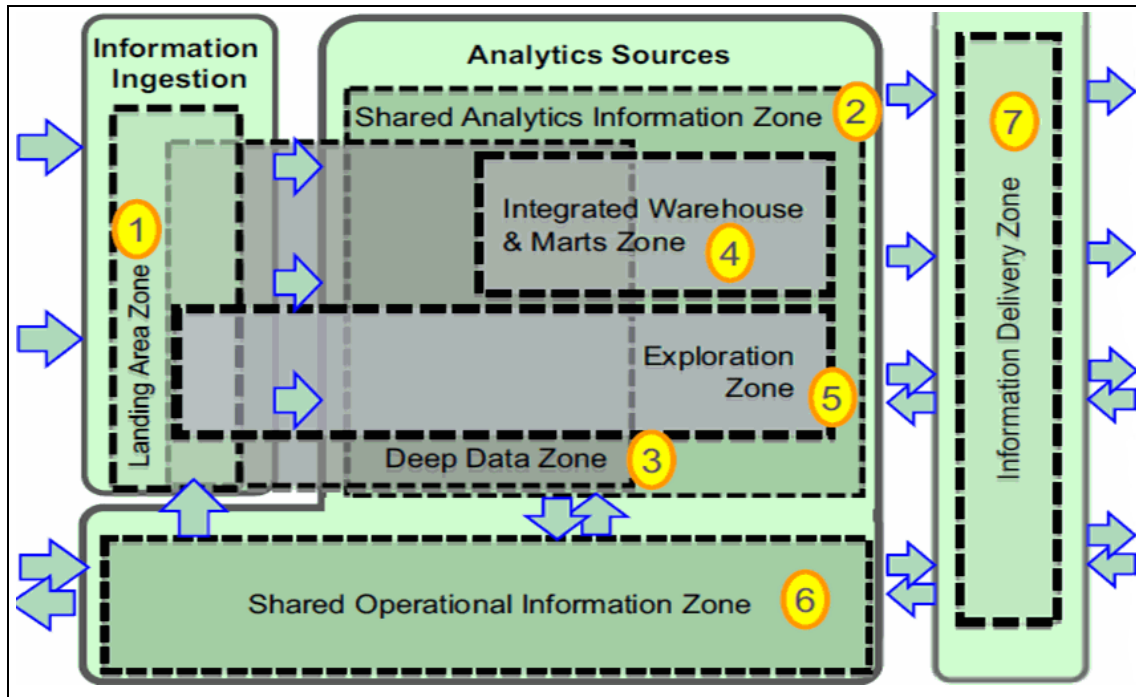 Information
Ingestion
Analytics Sources
Shared Analytics Information Zone
2
7
1
Landing Area Zone
Integrated Warehouse
& Marts Zone
4
Exploration
Zone
5
Deep Data Zone
3
Shared Operational Information Zone
6
Information Delivery Zone